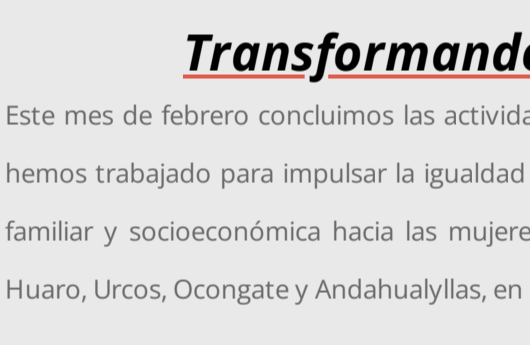 Transformando
Este mes de febrero concluimos las activida
hemos trabajado para impulsar la igualdad
familiar y socioeconómica hacia las mujere
Huaro, Urcos, Ocongate y Andahualyllas, en